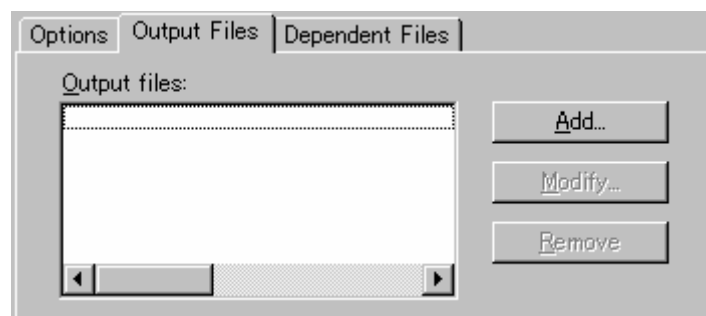 Options Output Files Dependent Files
Output files:
Add...
Modify...
Remove